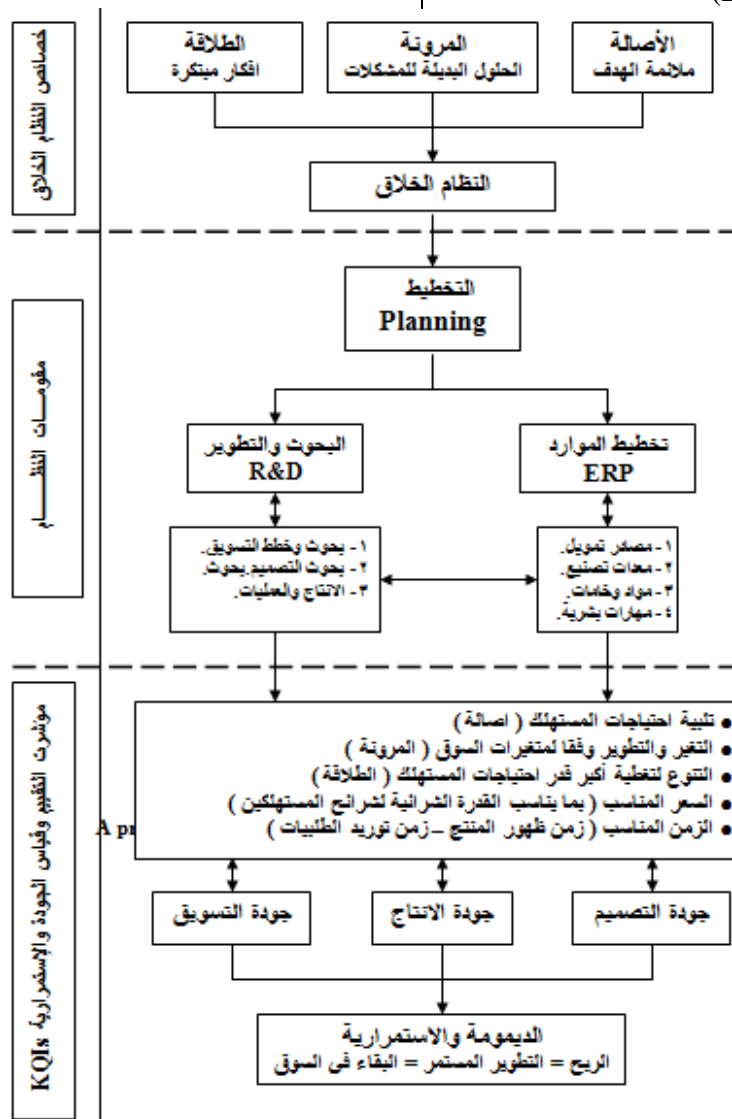 خصائص النظام الخلاق
الأصالة
ملائمة الهدف
المرونة
الحلول البديلة للمشكلات
الطلاقة
افكار مبتكرة
النظام الخلاق
مقومات النظام
التخطيط
Planning
تخطيط الموارد
ERP
البحوث والتطوير
R&D
١- مصادر تمويل.
٢- معدات تصنيع.
٣- مواد وخامات.
٤- مهارات بشرية.
١- بحوث وخطط التسويق.
٢- بحوث التصميم.بحوث.
٣- الانتاج والعمليات.
مؤشرت التقييم وقياس الجودة والإستمرارية KQIs
● تلبية احتياجات المستهلك ( اصالة )
● التغير والتطوير وفقا لمتغيرات السوق ( المرونة )
● التنوع لتغطية أكبر قدر احتياجات المستهلك ( الطلاقة)
● السعر المناسب ( بما يناسب القدرة الشرائية لشرائح المستهلكين )
● الزمن المناسب ( زمن ظهور المنتج – زمن توريد الطلبيات )
A pr
جودة التصميم
جودة الانتاج
جودة التسويق
الديمومة والاستمرارية
الربح = التطوير المستمر = البقاء في السوق